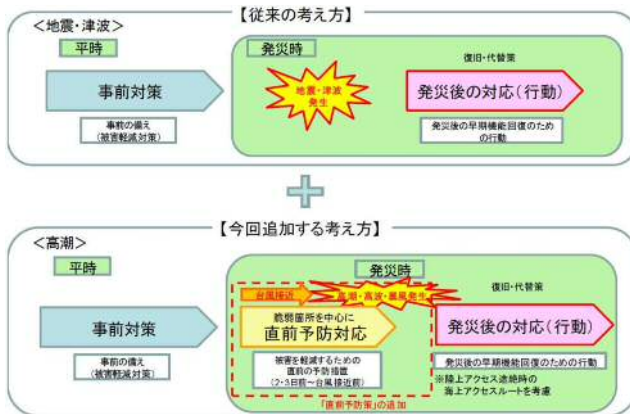 【従来の考え方】
<地震・津波>
平時
発災時
復旧・代替策
事前対策
地震・津波
発生
発災後の対応(行動)
事前の備え
(被害軽減対策)
発災後の早期機能回復のため
の行動
【今回追加する考え方】
<高潮>
平時
発災時
台風接近
高潮・高波・暴風発生
復旧・代替策
事前対策
脆弱箇所を中心に
直前予防対応
発災後の対応(行動)
事前の備え
(被害軽減対策)
被害を軽減するための
直前の予防措置
(2・3日前~台風接近前)
発災後の早期機能回復のための行動
※陸上アクセス途絶時の
海上アクセスルートを考慮
「直前予防策」の追加